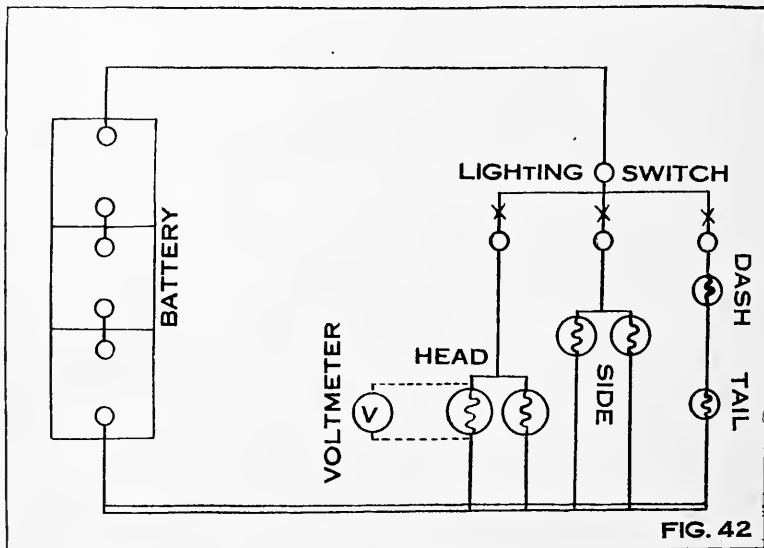 LIGHTING SWITCH
BATTERY
DASH
HEAD
SIDE
TAIL
VOLTMETER
V
FIG. 42